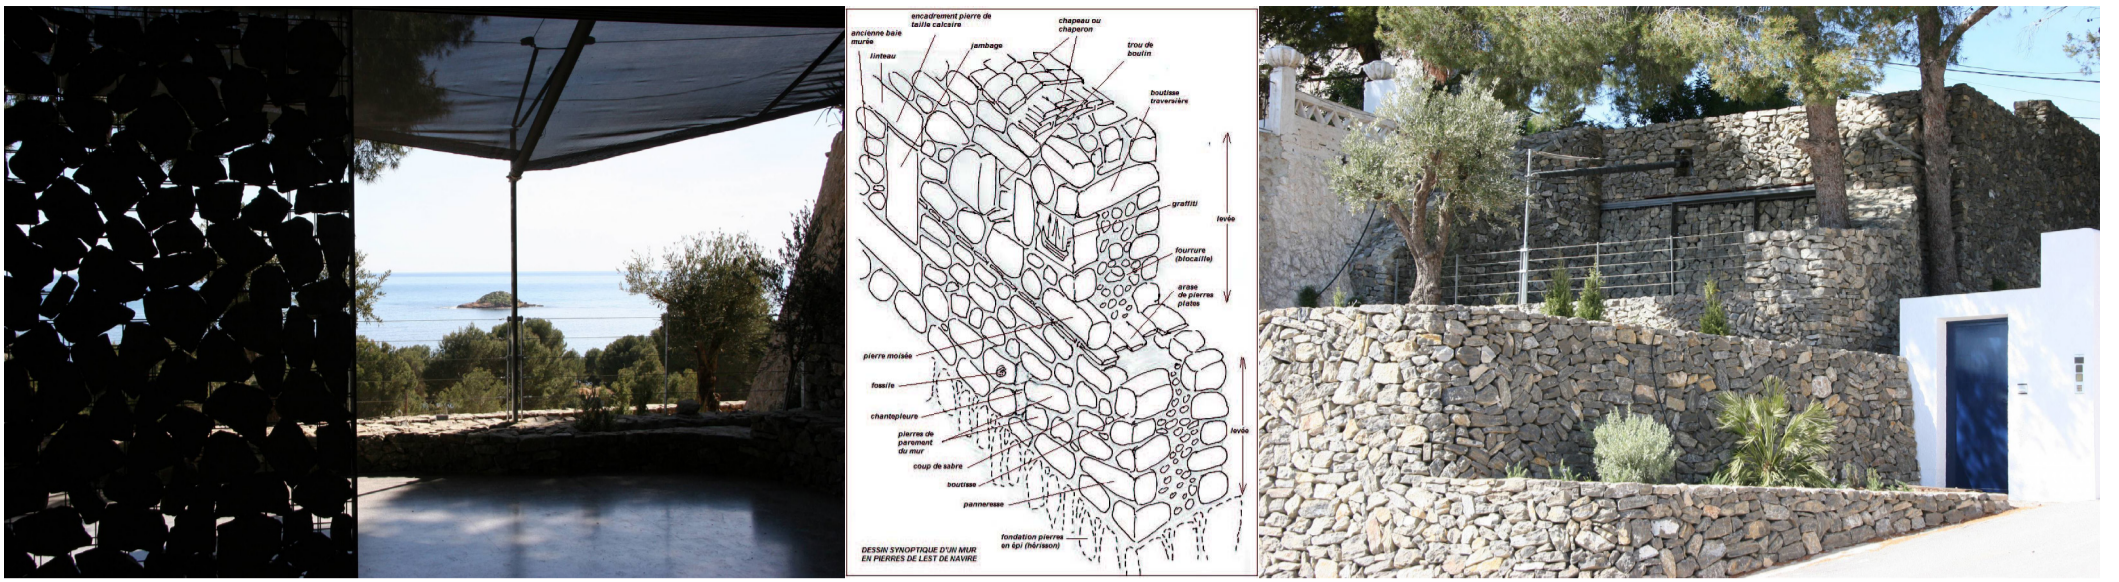 encadrement pierre de
taille calcaire
chapeau ou
chaperon
ancienne baie
murée
jambage
trou de
boulin
linteau
boutisse
traversière
graffiti
levée
fourrure
(blocaille)
arase
de pierres
plates
pierre moisée
fossile
chantepleure
levée
pierres de
parement
du mur
coup de sabre
boutisse
panneresse
fondation pierres
en épi (hérisson)
DESSIN SYNOPTIQUE D'UN MUR
EN PIERRES DE LEST DE NAVIRE